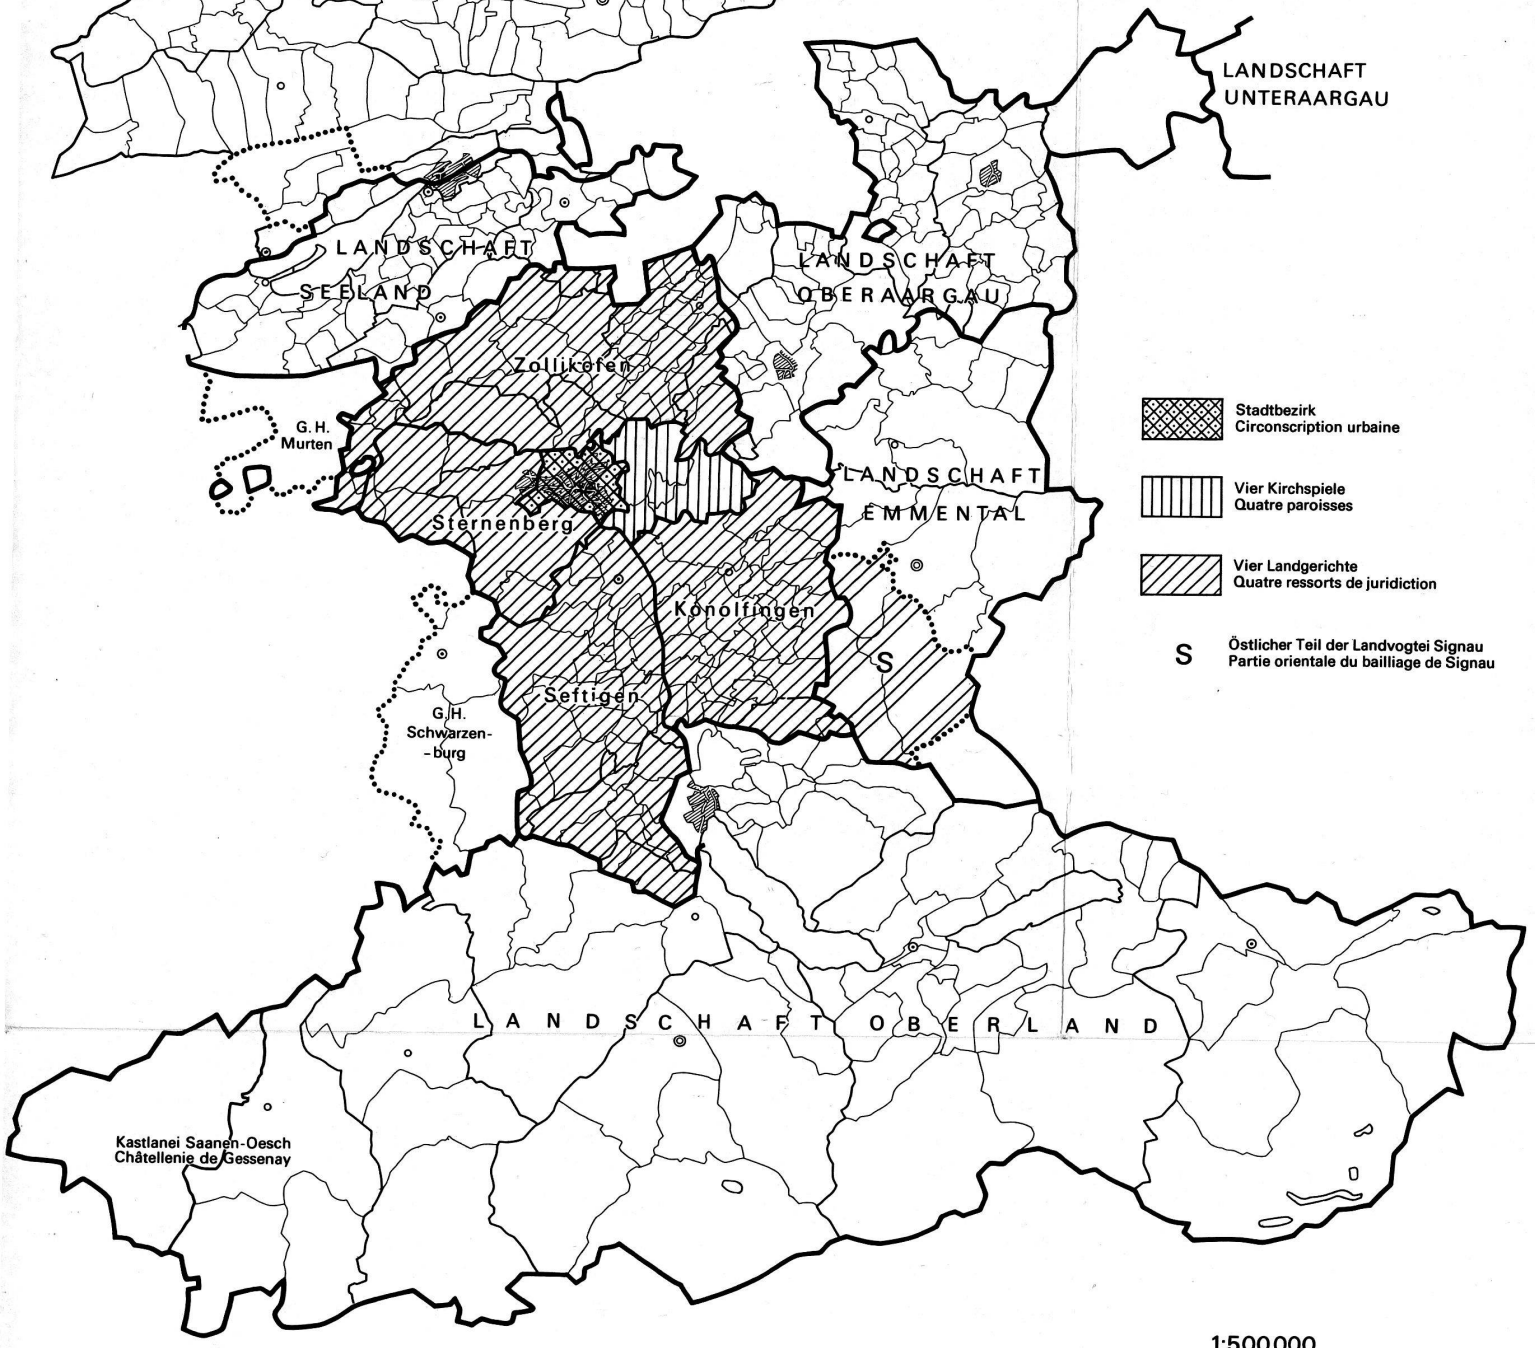 LANDSCHAFT
UNTERAARGAU
LANDSCHAFT
SEELAND
LANDSCHAFT
OBERAARGAU
Zollikofen
G.H.
Murten
Stadtbezirk
Circonscription urbaine
LANDSCHAFT
EMMENTAL
Vier Kirchspiele
Quatre paroisses
Sternenberg
Vier Landgerichte
Quatre ressorts de juridiction
Konolfingen
S
S
Östlicher Teil der Landvogtei Signau
Partie orientale du bailliage de Signau
Seftigen
G.H.
Schwarzen-
-burg
LANDSCHAFT OBERLAND
Kastlanei Saanen-Oesch
Châtellenie de Gessenay
1:500000